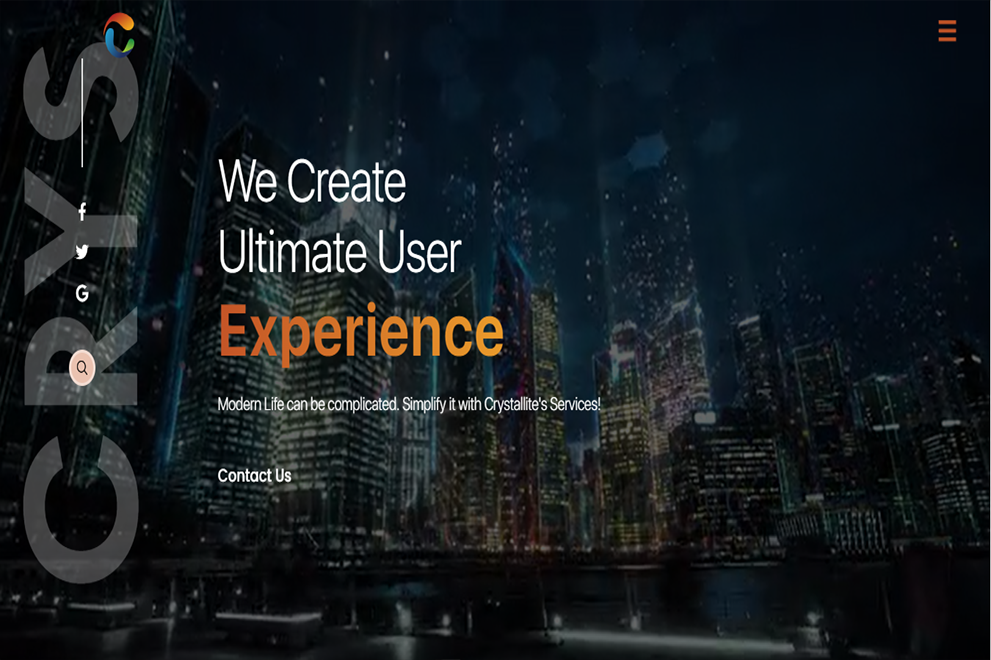 CRYS
We Create
Ultimate User
Experience
Modern Life can be complicated. Simplify it with Crystallite's Services!
Contact Us